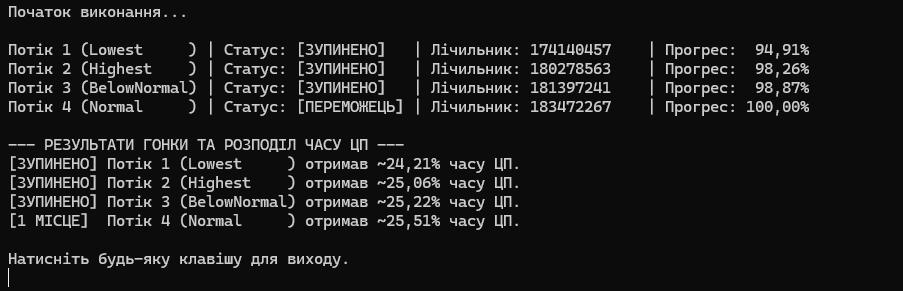 Початок виконання...
Потік 1 (Lowest     ) | Статус: [ЗУПИНЕНО]   | Лічильник: 174140457    | Прогрес:  94,91%
Потік 2 (Highest    ) | Статус: [ЗУПИНЕНО]   | Лічильник: 180278563    | Прогрес:  98,26%
Потік 3 (BelowNormal) | Статус: [ЗУПИНЕНО]   | Лічильник: 181397241    | Прогрес:  98,87%
Потік 4 (Normal     ) | Статус: [ПЕРЕМОЖЕЦЬ] | Лічильник: 183472267    | Прогрес: 100,00%
--- РЕЗУЛЬТАТИ ГОНКИ ТА РОЗПОДІЛ ЧАСУ ЦП ---
[ЗУПИНЕНО] Потік 1 (Lowest     ) отримав ~24,21% часу ЦП.
[ЗУПИНЕНО] Потік 2 (Highest    ) отримав ~25,06% часу ЦП.
[ЗУПИНЕНО] Потік 3 (BelowNormal) отримав ~25,22% часу ЦП.
[1 МІСЦЕ]  Потік 4 (Normal     ) отримав ~25,51% часу ЦП.
Натисніть будь-яку клавішу для виходу.